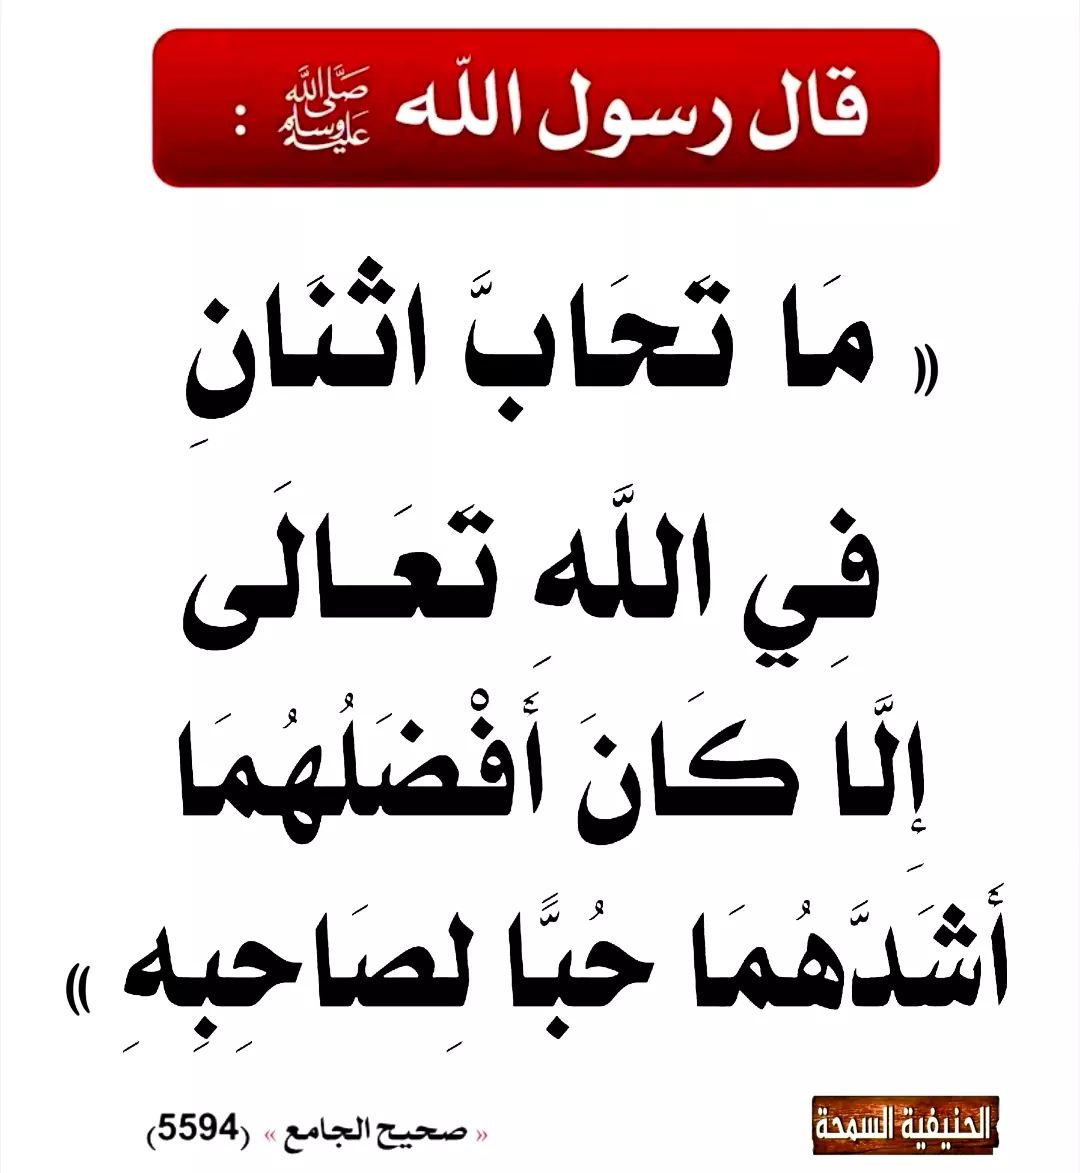 قال رسول الله ﷺ :
(( مَا تَحَابَّ اثْنَانِ
فِي اللَّهِ تَعَالَى
إِلَّا كَانَ أَفْضَلُهُمَا
أَشَدَّهُمَا حُبًّا لِصَاحِبِهِ ))
« صحيح الجامع » (5594)
الحنيفية السمحة